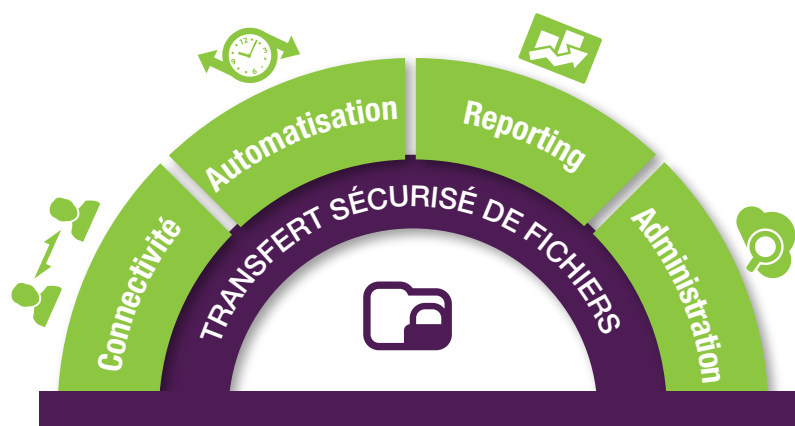 Connectivité
Automatisation
Reporting
Administration
TRANSFERT SÉCURISÉ DE FICHIERS